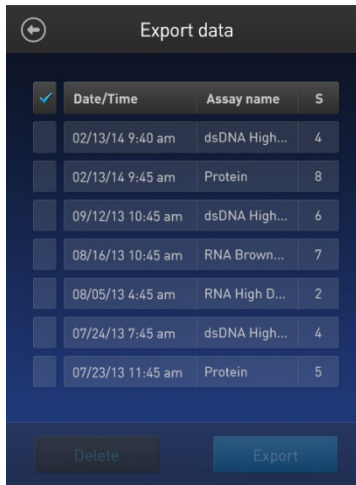 Export data
Date/Time Assay name S
02/13/14 9:40 am dsDNA High... 4
02/13/14 9:45 am Protein 8
09/12/13 10:45 am dsDNA High... 6
08/16/13 10:45 am RNA Brown... 7
08/05/13 4:45 am RNA High D... 2
07/24/13 7:45 am dsDNA High... 4
07/23/13 11:45 am Protein 5
Delete Export